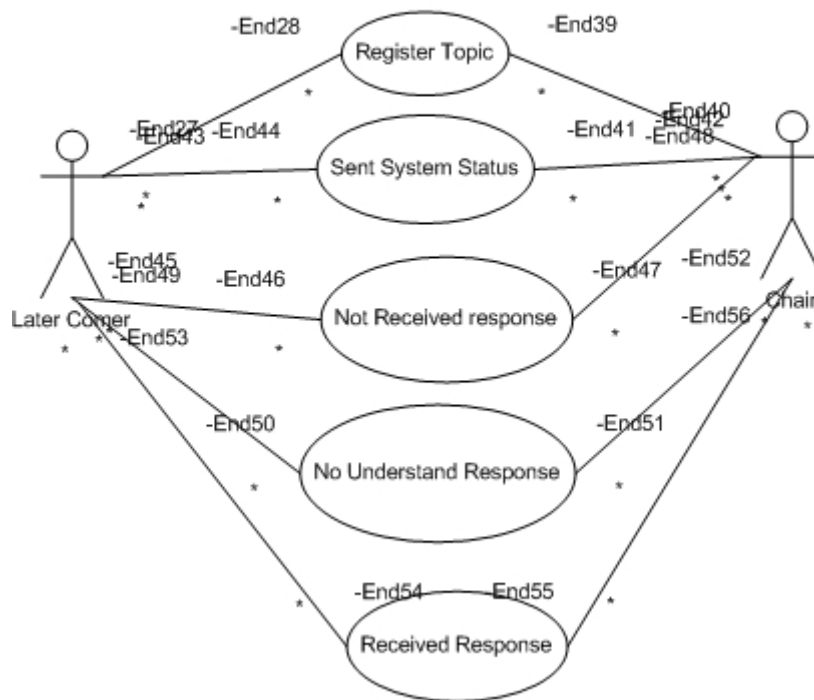 -End28
-End39
Register Topic
-End27
-End43
-End44
-End41
-End40
-End42
-End48
*
*
Sent System Status
*
*
*
*
*
*
*
-End45
-End49
-End46
-End47
-End52
Later Comer
Not Received response
Chair
-End53
-End56
*
*
*
*
*
*
*
-End50
-End51
No Understand Response
*
*
-End54
-End55
*
*
Received Response